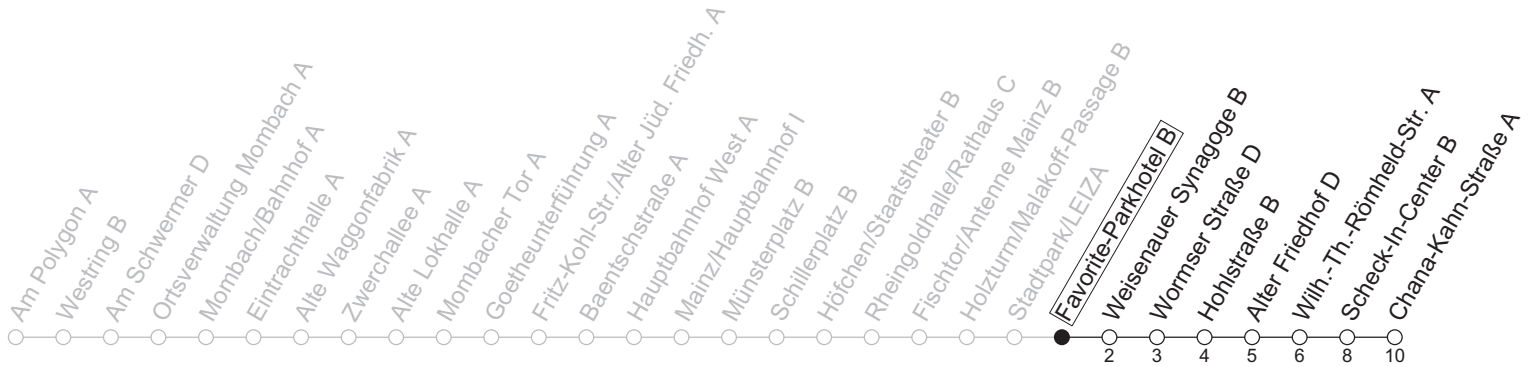 Am Polygon A
Westring B
Am Schwermer D
Ortsverwaltung Mombach A
Mombach/Bahnhof A
Eintrachthalle A
Alte Waggonfabrik A
Zwerchallee A
Alte Lokhalle A
Mombacher Tor A
Goetheunterführung A
Fritz-Kohl-Str./Alter Jüd. Friedh. A
Baentschstraße A
Hauptbahnhof West A
Mainz/Hauptbahnhof I
Münsterplatz B
Schillerplatz B
Höfchen/Staatstheater B
Rheingoldhalle/Rathaus C
Fischtor/Antenne Mainz B
Holzturm/Malakoff-Passage B
Stadtpark/LEIZA
Favorite-Parkhotel B
Weisenauer Synagoge B
Wormser Straße D
Hohlstraße B
Alter Friedhof D
Wilh.-Th.-Römheld-Str. A
Scheck-In-Center B
Chana-Kahn-Straße A
2 3 4 5 6 8 10